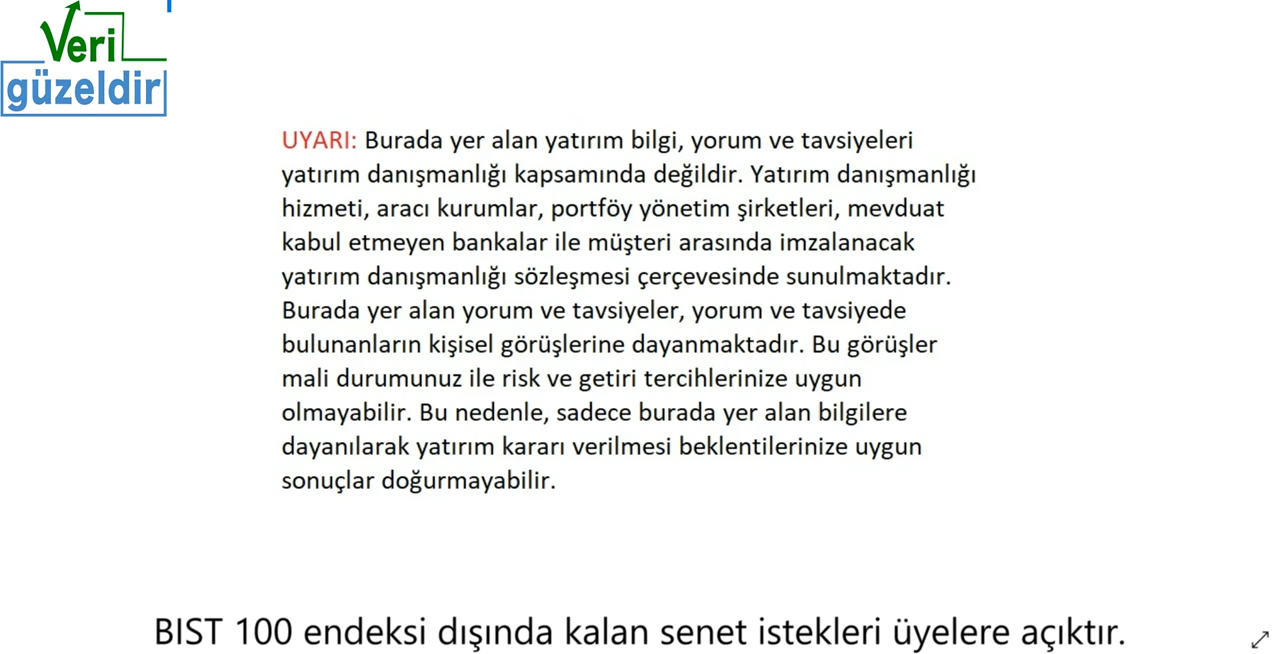 Veri
güzeldir
UYARI: Burada yer alan yatırım bilgi, yorum ve tavsiyeleri
yatırım danışmanlığı kapsamında değildir. Yatırım danışmanlığı
hizmeti, aracı kurumlar, portföy yönetim şirketleri, mevduat
kabul etmeyen bankalar ile müşteri arasında imzalanacak
yatırım danışmanlığı sözleşmesi çerçevesinde sunulmaktadır.
Burada yer alan yorum ve tavsiyeler, yorum ve tavsiyede
bulunanların kişisel görüşlerine dayanmaktadır. Bu görüşler
mali durumunuz ile risk ve getiri tercihlerinize uygun
olmayabilir. Bu nedenle, sadece burada yer alan bilgilere
dayanılarak yatırım kararı verilmesi beklentilerinize uygun
sonuçlar doğurmayabilir.
BIST 100 endeksi dışında kalan senet istekleri üyelere açıktır.